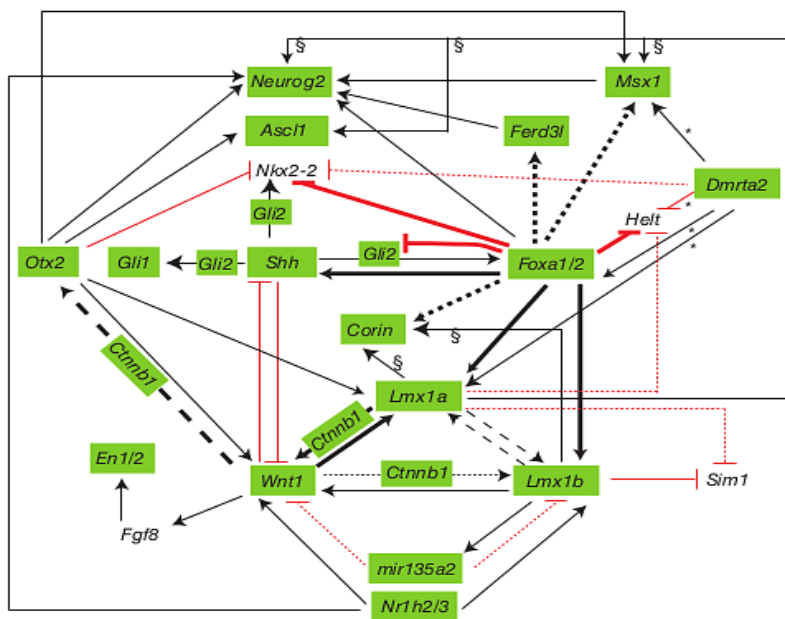 § § §
Neurog2 Msx1
Ascl1 Ferd3l *
Nkx2-2 Dmrta2
Gli2 Helt *
Otx2 Gli1 Gli2 Shh Gli2 Foxa1/2 * *
Corin §
Ctnnb1 §
Lmx1a
Ctnnb1
En1/2 Wnt1 Ctnnb1 Lmx1b Sim1
Fgf8
mir135a2
Nr1h2/3